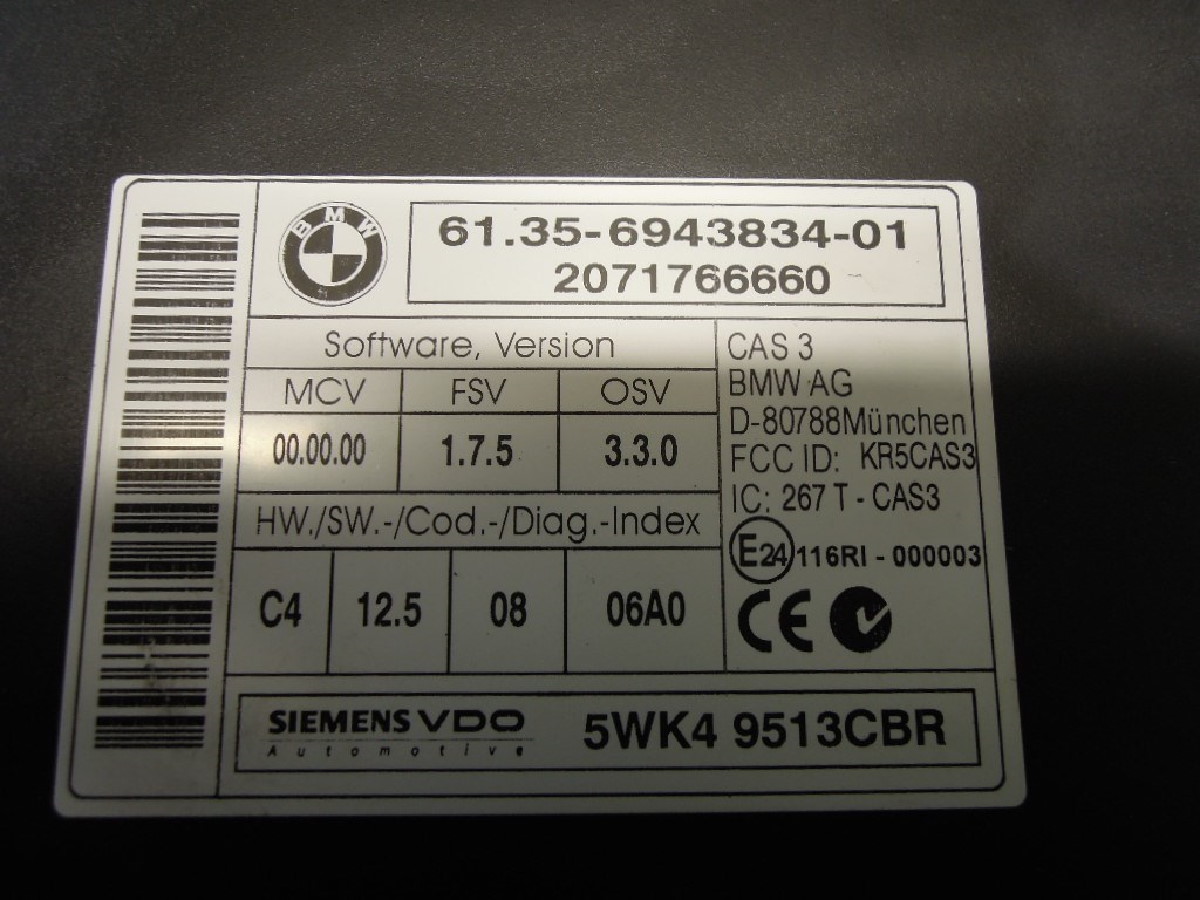 BMW
61.35-6943834-01
2071766660
Software, Version
MCV FSV OSV
00.00.00 1.7.5 3.3.0
HW./SW.-/Cod.-/Diag.-Index
C4 12.5 08 06A0
CAS 3
BMW AG
D-80788München
FCC ID: KR5CAS3
IC: 267 T - CAS3
E24 116RI - 000003
CE
SIEMENS VDO
Automotive
5WK4 9513CBR